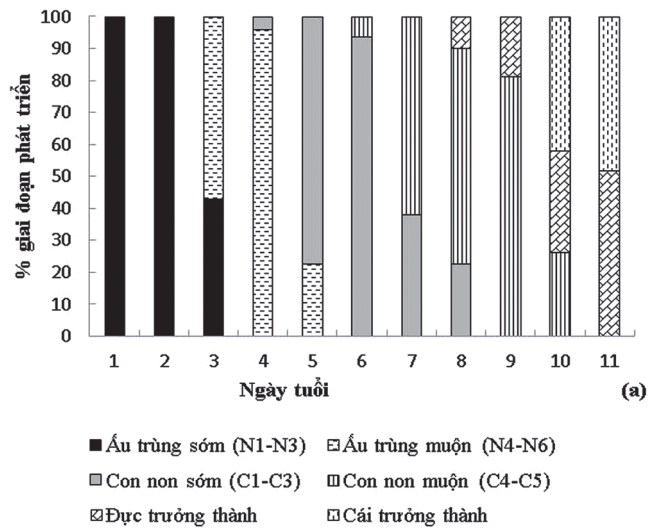 100
90
80
70
60
50
40
30
20
10
0
% giai đoạn phát triển
1 2 3 4 5 6 7 8 9 10 11
Ngày tuổi (a)
Ấu trùng sớm (N1-N3) Ấu trùng muộn (N4-N6)
Con non sớm (C1-C3) Con non muộn (C4-C5)
Đực trưởng thành Cái trưởng thành